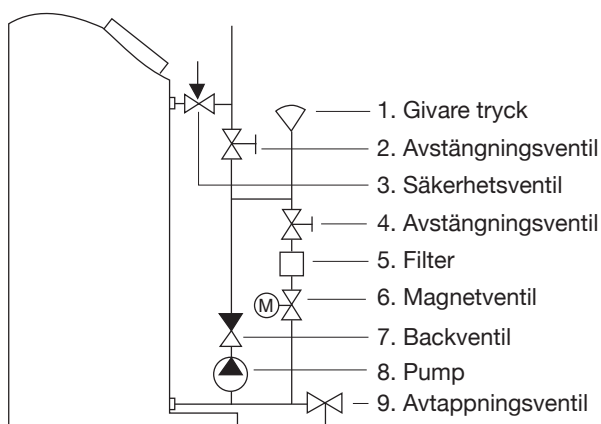 1. Givare tryck
2. Avstängningsventil
3. Säkerhetsventil
4. Avstängningsventil
5. Filter
6. Magnetventil
M
7. Backventil
8. Pump
9. Avtappningsventil